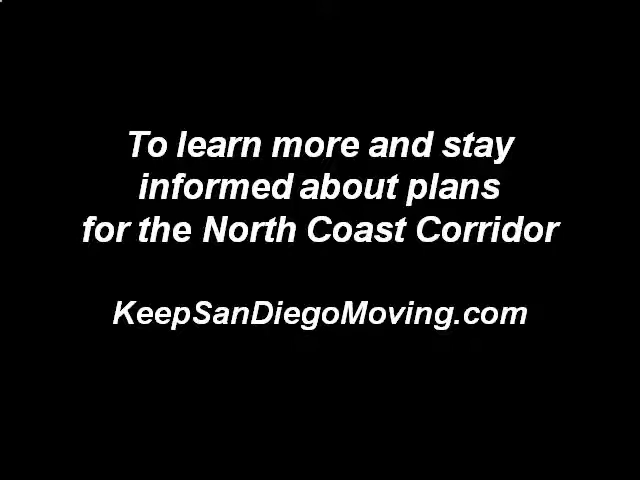 To learn more and stay
informed about plans
for the North Coast Corridor
KeepSanDiegoMoving.com